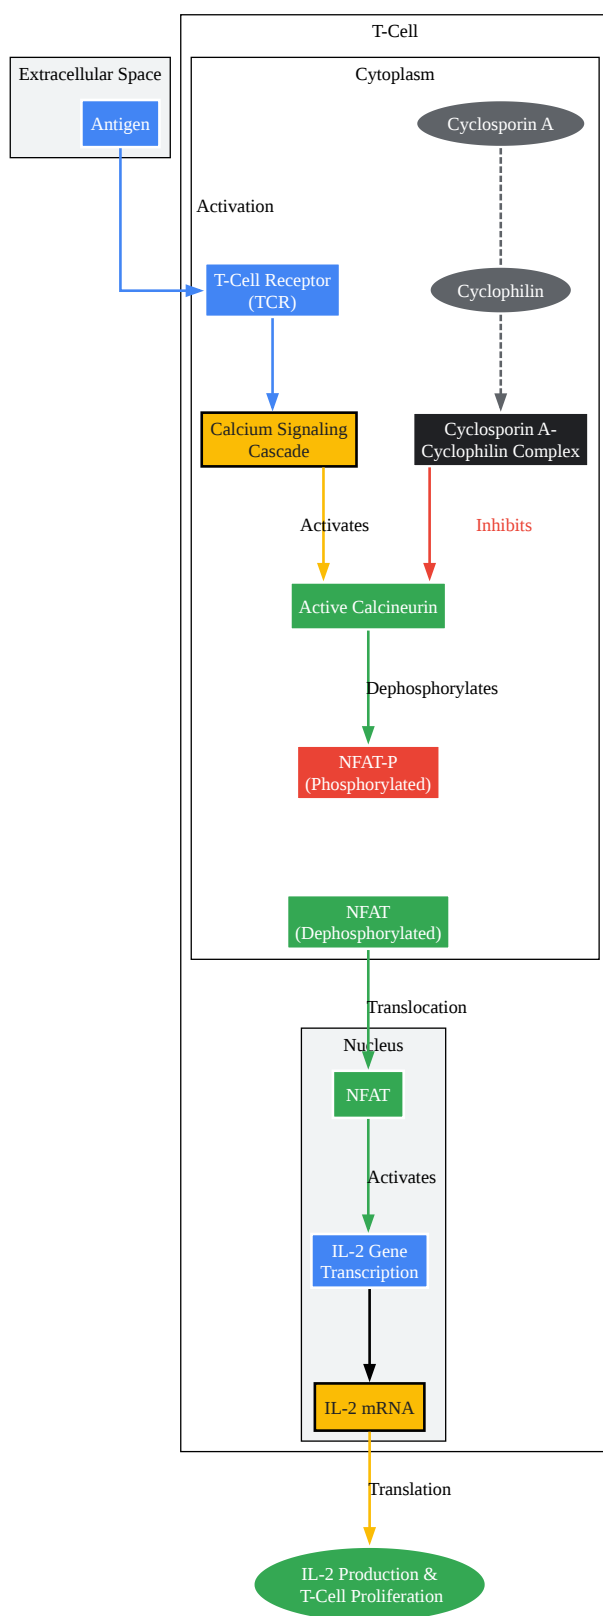 T-Cell
Extracellular Space
Cytoplasm
Antigen
Cyclosporin A
Activation
T-Cell Receptor
(TCR)
Cyclophilin
Calcium Signaling
Cascade
Cyclosporin A-
Cyclophilin Complex
Activates
Inhibits
Active Calcineurin
Dephosphorylates
NFAT-P
(Phosphorylated)
NFAT
(Dephosphorylated)
Translocation
Nucleus
NFAT
Activates
IL-2 Gene
Transcription
IL-2 mRNA
Translation
IL-2 Production &
T-Cell Proliferation